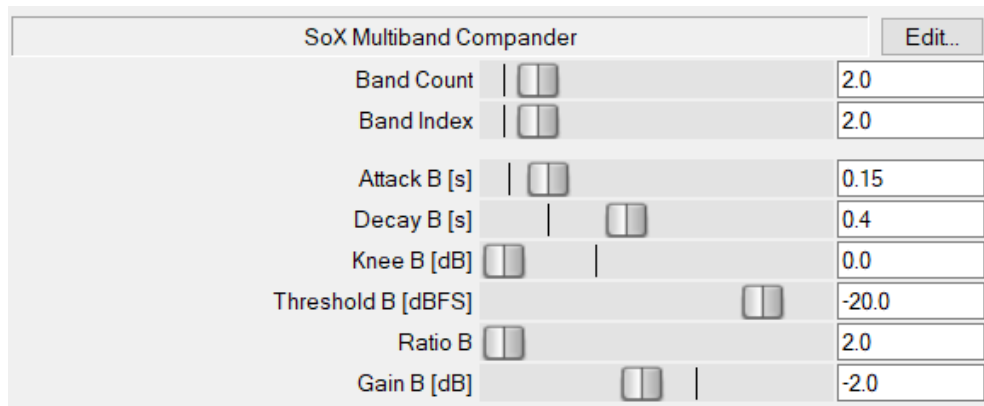 SoX Multiband Compander Edit...
Band Count 2.0
Band Index 2.0
Attack B [s] 0.15
Decay B [s] 0.4
Knee B [dB] 0.0
Threshold B [dBFS] -20.0
Ratio B 2.0
Gain B [dB] -2.0